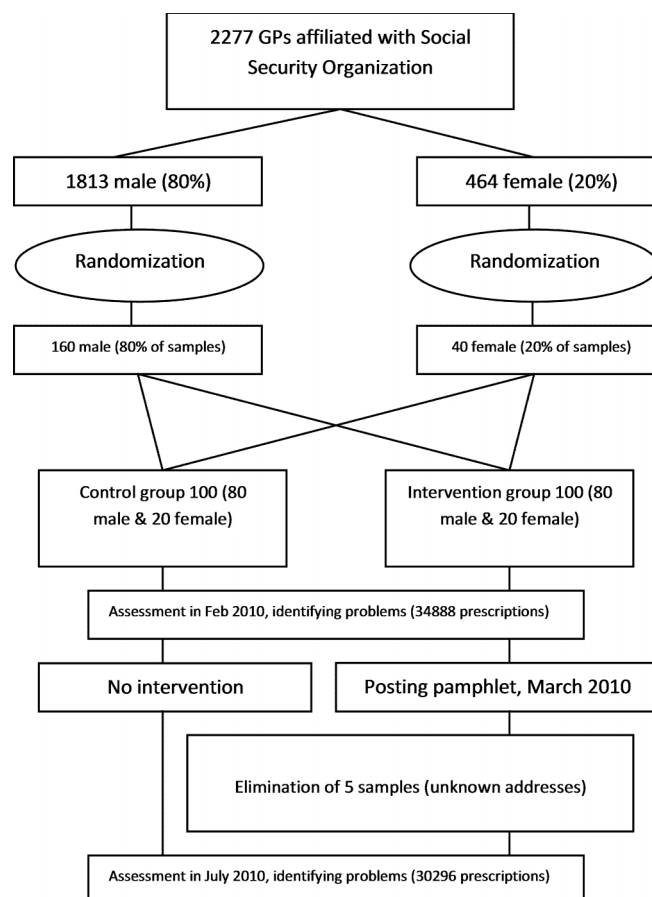 2277 GPs affiliated with Social
Security Organization
1813 male (80%)
464 female (20%)
Randomization
Randomization
160 male (80% of samples)
40 female (20% of samples)
Control group 100 (80
male & 20 female)
Intervention group 100 (80
male & 20 female)
Assessment in Feb 2010, identifying problems (34888 prescriptions)
No intervention
Posting pamphlet, March 2010
Elimination of 5 samples (unknown addresses)
Assessment in July 2010, identifying problems (30296 prescriptions)